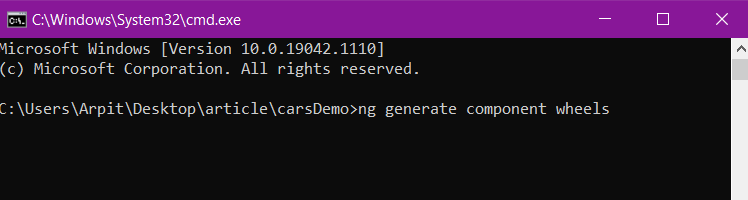 C:\Windows\System32\cmd.exe
Microsoft Windows [Version 10.0.19042.1110]
(c) Microsoft Corporation. All rights reserved.
C:\Users\Arpit\Desktop\article\carsDemo>ng generate component wheels